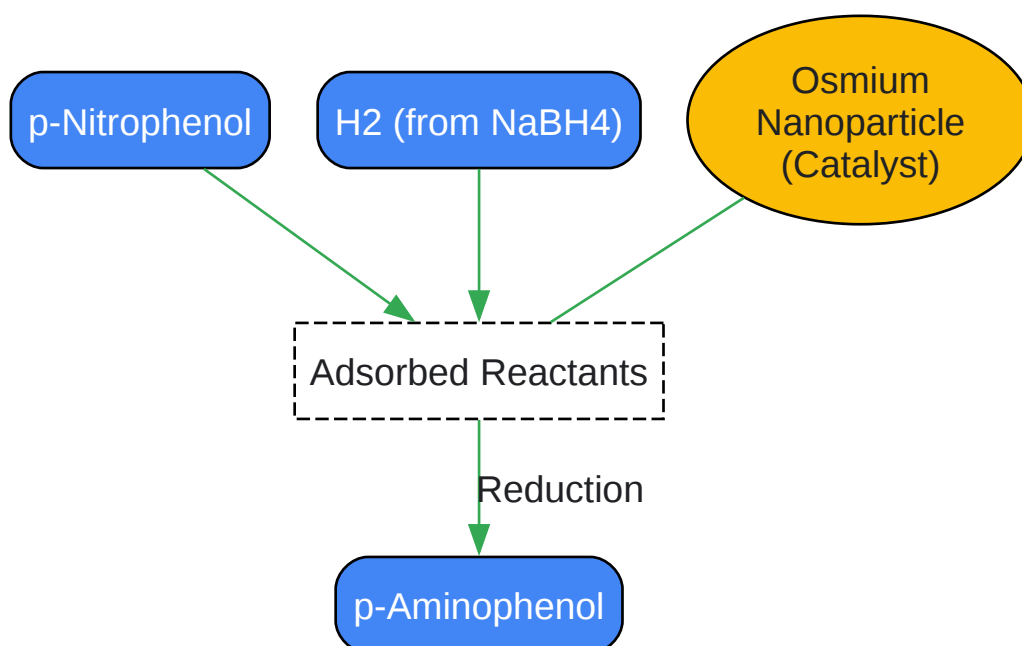 p-Nitrophenol
H2 (from NaBH4)
Osmium
Nanoparticle
(Catalyst)
Adsorbed Reactants
Reduction
p-Aminophenol